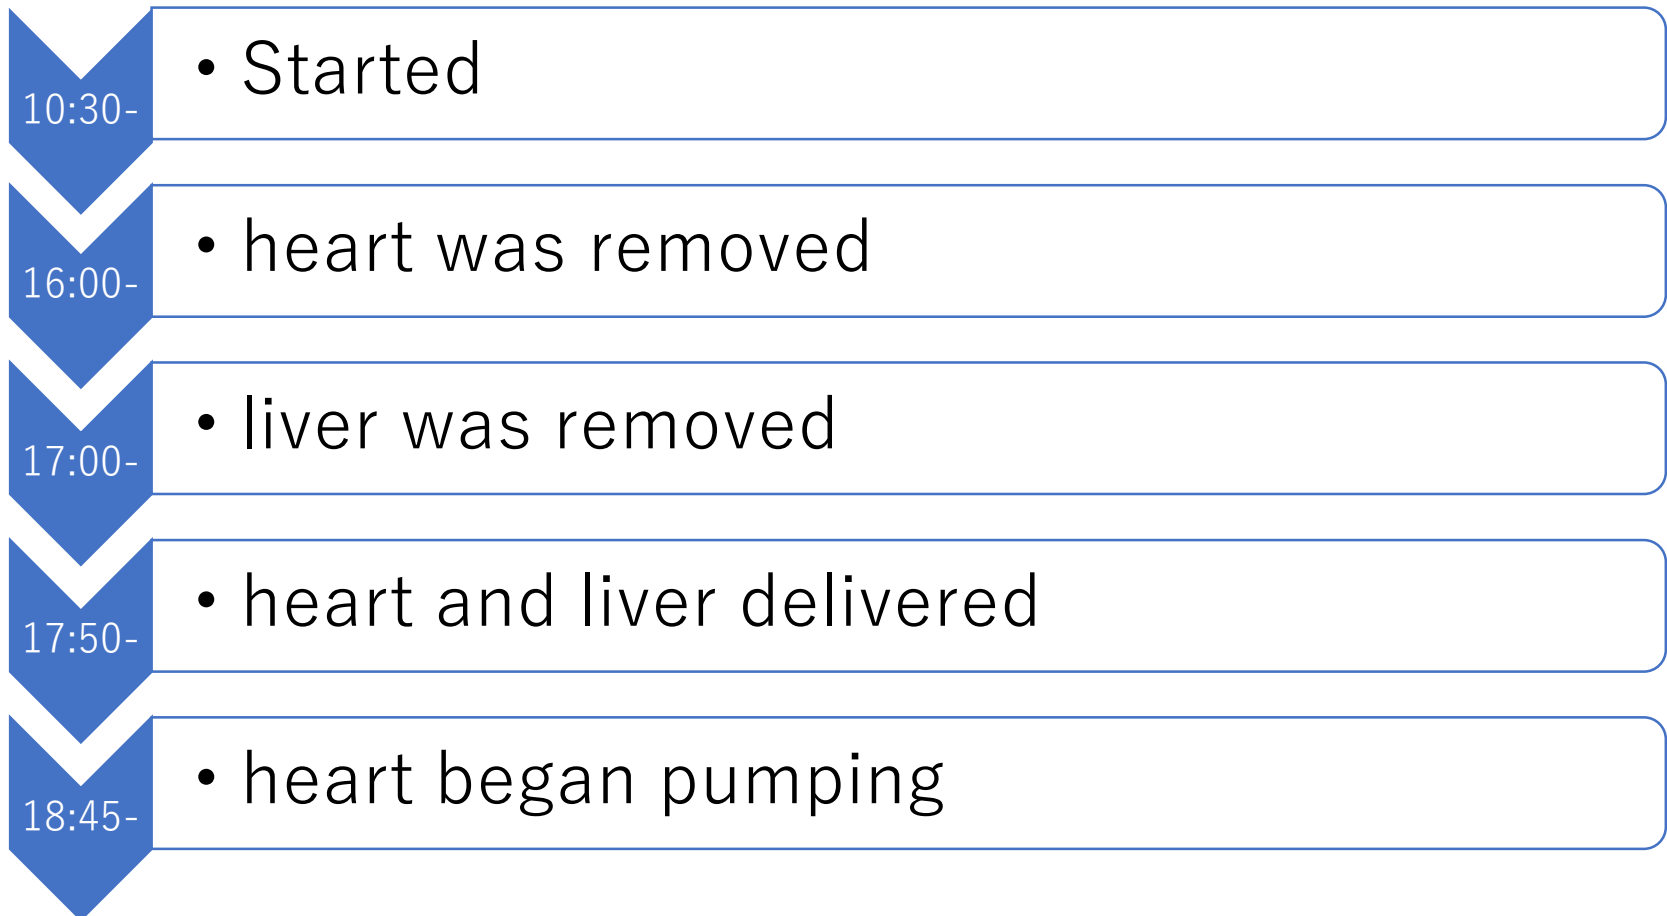 10:30-
• Started
16:00-
• heart was removed
17:00-
• liver was removed
17:50-
• heart and liver delivered
18:45-
• heart began pumping